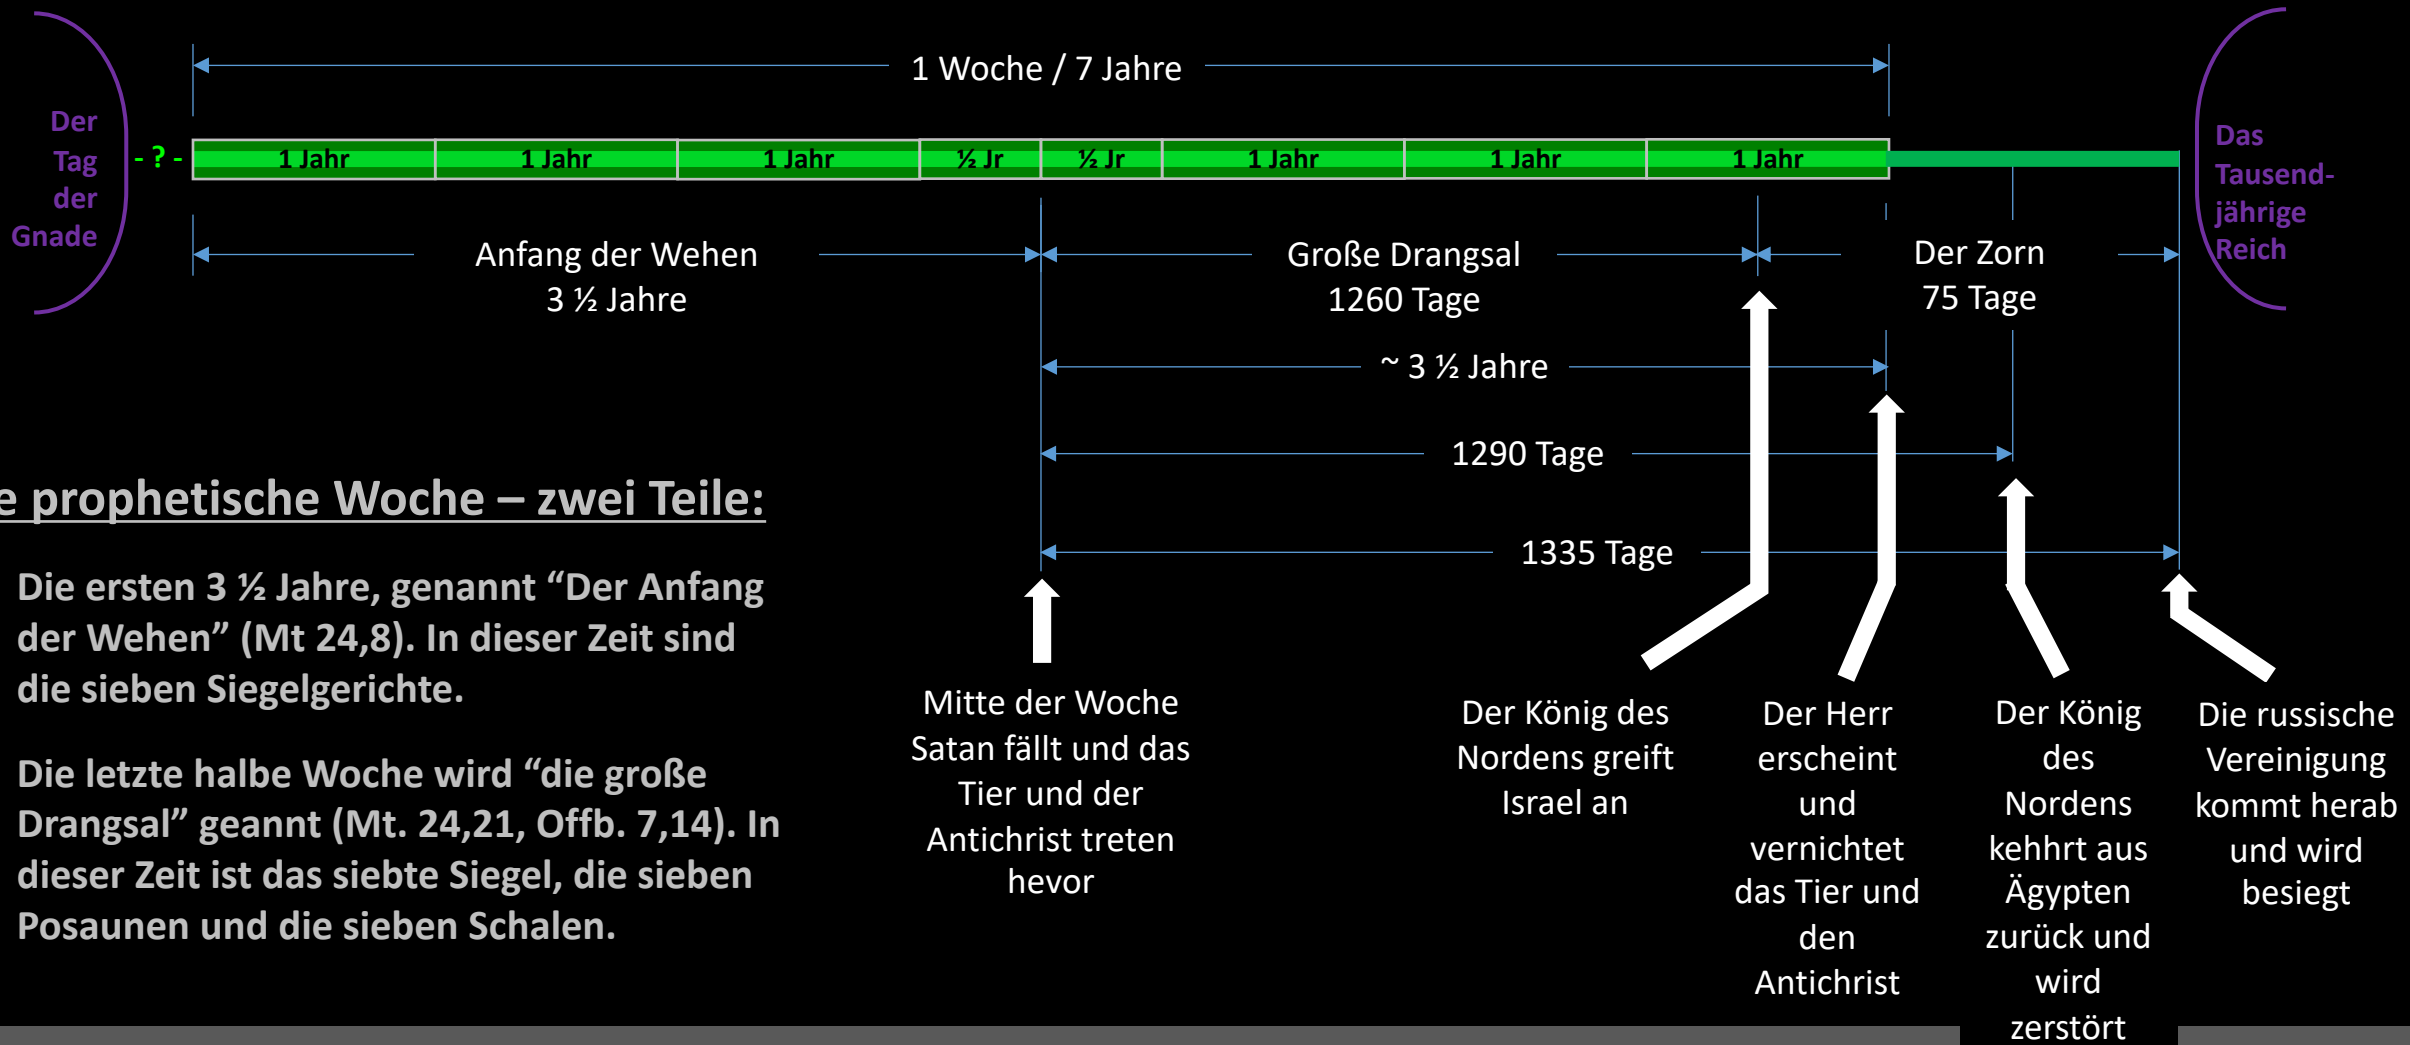 1 Woche / 7 Jahre
Der
Tag
der
Gnade
- ? -
1 Jahr
1 Jahr
1 Jahr
½ Jr
½ Jr
1 Jahr
1 Jahr
1 Jahr
Das
Tausend-
jährige
Reich
Anfang der Wehen
3 ½ Jahre
Große Drangsal
1260 Tage
Der Zorn
75 Tage
~ 3 ½ Jahre
1290 Tage
1335 Tage
e prophetische Woche – zwei Teile:
Die ersten 3 ½ Jahre, genannt “Der Anfang
der Wehen” (Mt 24,8). In dieser Zeit sind
die sieben Siegelgerichte.
Die letzte halbe Woche wird “die große
Drangsal” geannt (Mt. 24,21, Offb. 7,14). In
dieser Zeit ist das siebte Siegel, die sieben
Posaunen und die sieben Schalen.
Mitte der Woche
Satan fällt und das
Tier und der
Antichrist treten
hevor
Der König des
Nordens greift
Israel an
Der Herr
erscheint
und
vernichtet
das Tier und
den
Antichrist
Der König
des
Nordens
kehhrt aus
Ägypten
zurück und
wird
zerstört
Die russische
Vereinigung
kommt herab
und wird
besiegt